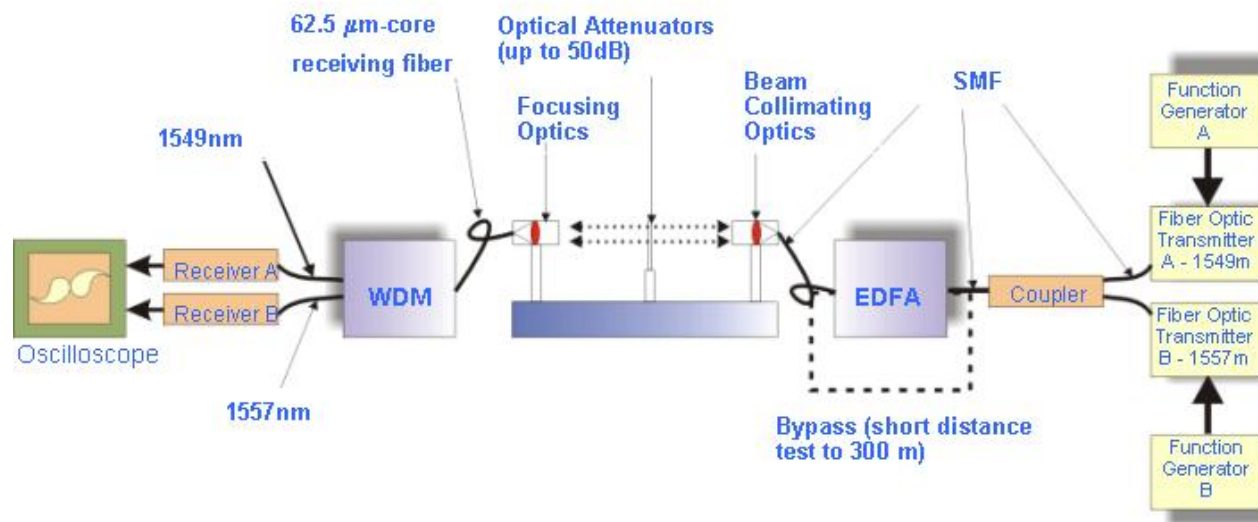 62.5 µm-core
receiving fiber
Optical Attenuators
(up to 50dB)
Focusing
Optics
Beam
Collimating
Optics
SMF
Function
Generator
A
1549nm
Fiber Optic
Transmitter
A - 1549m
Receiver A
Receiver B
WDM
EDFA
Coupler
Fiber Optic
Transmitter
B - 1557m
Oscilloscope
1557nm
Bypass (short distance
test to 300 m)
Function
Generator
B